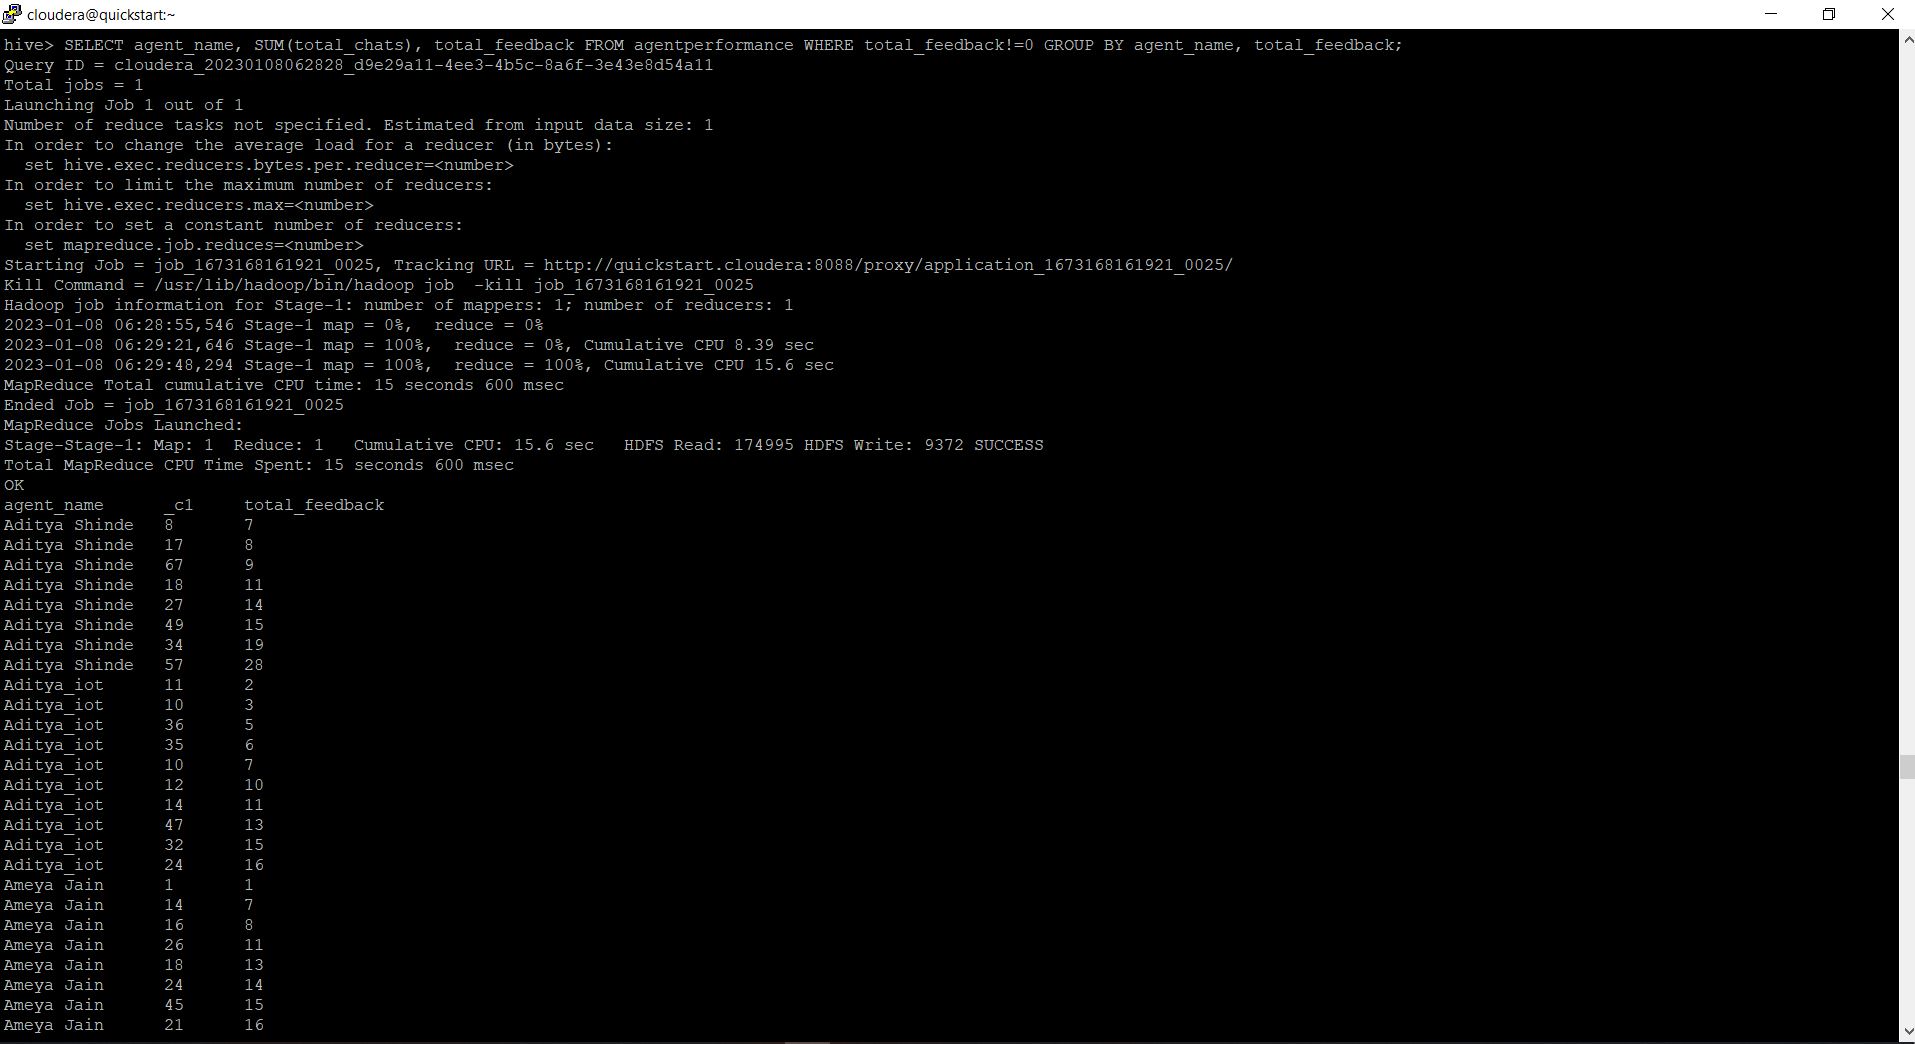 cloudera@quickstart:~
hive> SELECT agent_name, SUM(total_chats), total_feedback FROM agentperformance WHERE total_feedback!=0 GROUP BY agent_name, total_feedback;
Query ID = cloudera_20230108062828_d9e29a11-4ee3-4b5c-8a6f-3e43e8d54a11
Total jobs = 1
Launching Job 1 out of 1
Number of reduce tasks not specified. Estimated from input data size: 1
In order to change the average load for a reducer (in bytes):
  set hive.exec.reducers.bytes.per.reducer=<number>
In order to limit the maximum number of reducers:
  set hive.exec.reducers.max=<number>
In order to set a constant number of reducers:
  set mapreduce.job.reduces=<number>
Starting Job = job_1673168161921_0025, Tracking URL = http://quickstart.cloudera:8088/proxy/application_1673168161921_0025/
Kill Command = /usr/lib/hadoop/bin/hadoop job  -kill job_1673168161921_0025
Hadoop job information for Stage-1: number of mappers: 1; number of reducers: 1
2023-01-08 06:28:55,546 Stage-1 map = 0%,  reduce = 0%
2023-01-08 06:29:21,646 Stage-1 map = 100%,  reduce = 0%, Cumulative CPU 8.39 sec
2023-01-08 06:29:48,294 Stage-1 map = 100%,  reduce = 100%, Cumulative CPU 15.6 sec
MapReduce Total cumulative CPU time: 15 seconds 600 msec
Ended Job = job_1673168161921_0025
MapReduce Jobs Launched:
Stage-Stage-1: Map: 1  Reduce: 1   Cumulative CPU: 15.6 sec   HDFS Read: 174995 HDFS Write: 9372 SUCCESS
Total MapReduce CPU Time Spent: 15 seconds 600 msec
OK
agent_name      _c1     total_feedback
Aditya Shinde   8       7
Aditya Shinde   17      8
Aditya Shinde   67      9
Aditya Shinde   18      11
Aditya Shinde   27      14
Aditya Shinde   49      15
Aditya Shinde   34      19
Aditya Shinde   57      28
Aditya_iot      11      2
Aditya_iot      10      3
Aditya_iot      36      5
Aditya_iot      35      6
Aditya_iot      10      7
Aditya_iot      12      10
Aditya_iot      14      11
Aditya_iot      47      13
Aditya_iot      32      15
Aditya_iot      24      16
Ameya Jain      1       1
Ameya Jain      14      7
Ameya Jain      16      8
Ameya Jain      26      11
Ameya Jain      18      13
Ameya Jain      24      14
Ameya Jain      45      15
Ameya Jain      21      16